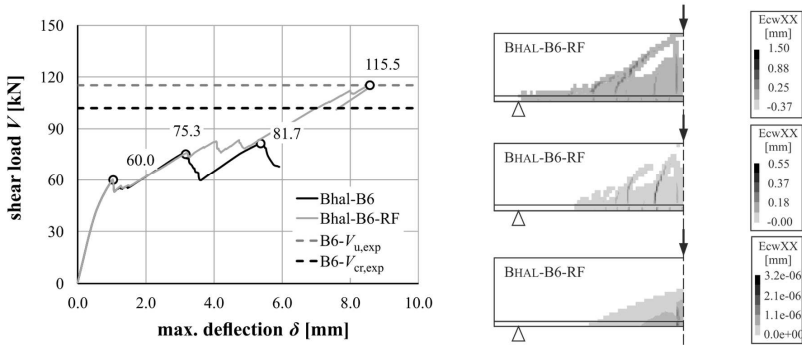 150
120
90
60
30
0
shear load V [kN]
115.5
75.3
81.7
60.0
Bhal-B6
Bhal-B6-RF
B6-Vu,exp
B6-Vcr,exp
0.0 2.0 4.0 6.0 8.0 10.0
max. deflection δ [mm]
BHAL-B6-RF
EcwXX
[mm]
1.50
0.88
0.25
-0.37
BHAL-B6-RF
EcwXX
[mm]
0.55
0.37
0.18
-0.00
BHAL-B6-RF
EcwXX
[mm]
3.2e-06
2.1e-06
1.1e-06
0.0e+00